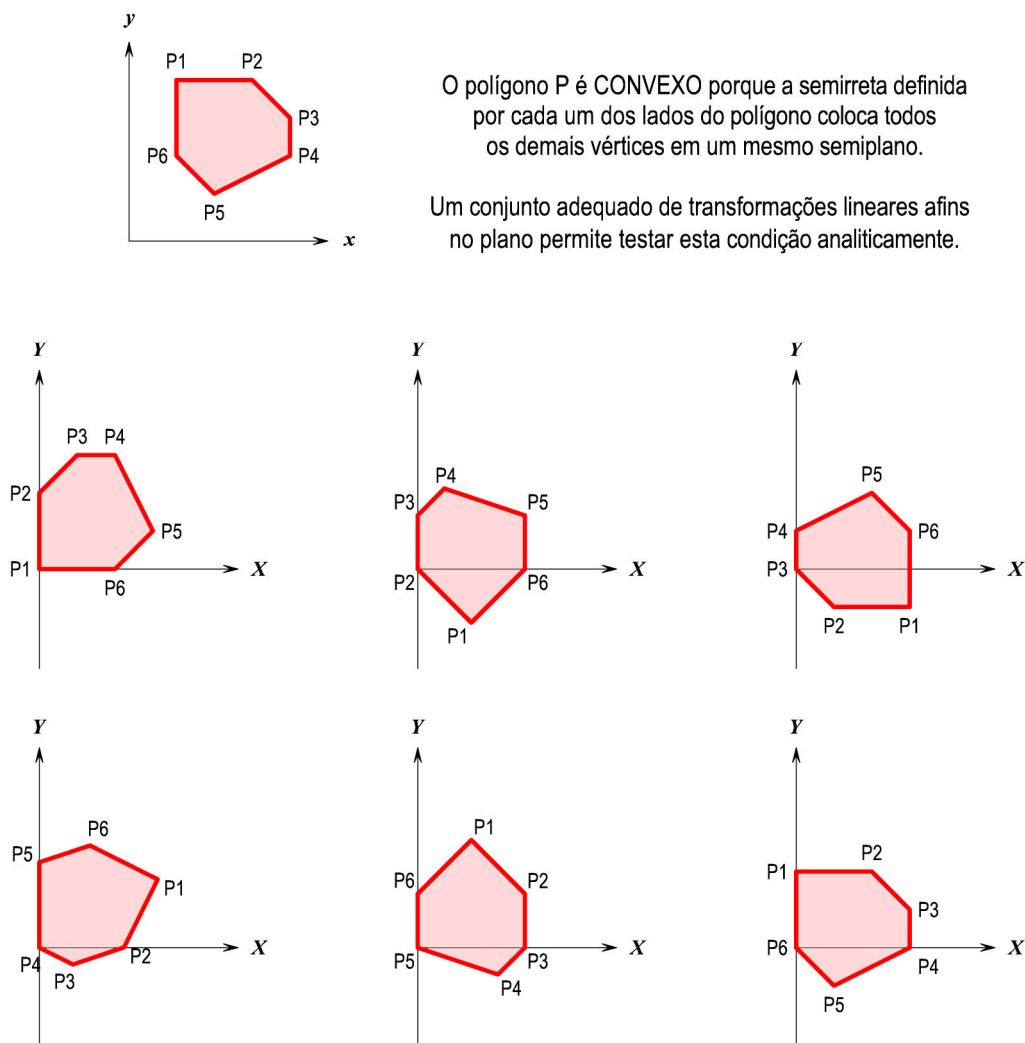 y
P1 P2
P3
P6 P4
P5
x
O polígono P é CONVEXO porque a semirreta definida
por cada um dos lados do polígono coloca todos
os demais vértices em um mesmo semiplano.
Um conjunto adequado de transformações lineares afins
no plano permite testar esta condição analiticamente.
Y
P3 P4
P2
P5
P1 P6 X
Y
P4
P3 P5
P2 P6 X
P1
Y
P5
P4 P6
P3 X
P2 P1
Y
P6
P5
P1
P4 P2 X
P3
Y
P1
P6 P2
P5 P3 X
P4
Y
P1 P2
P3
P6 P4 X
P5